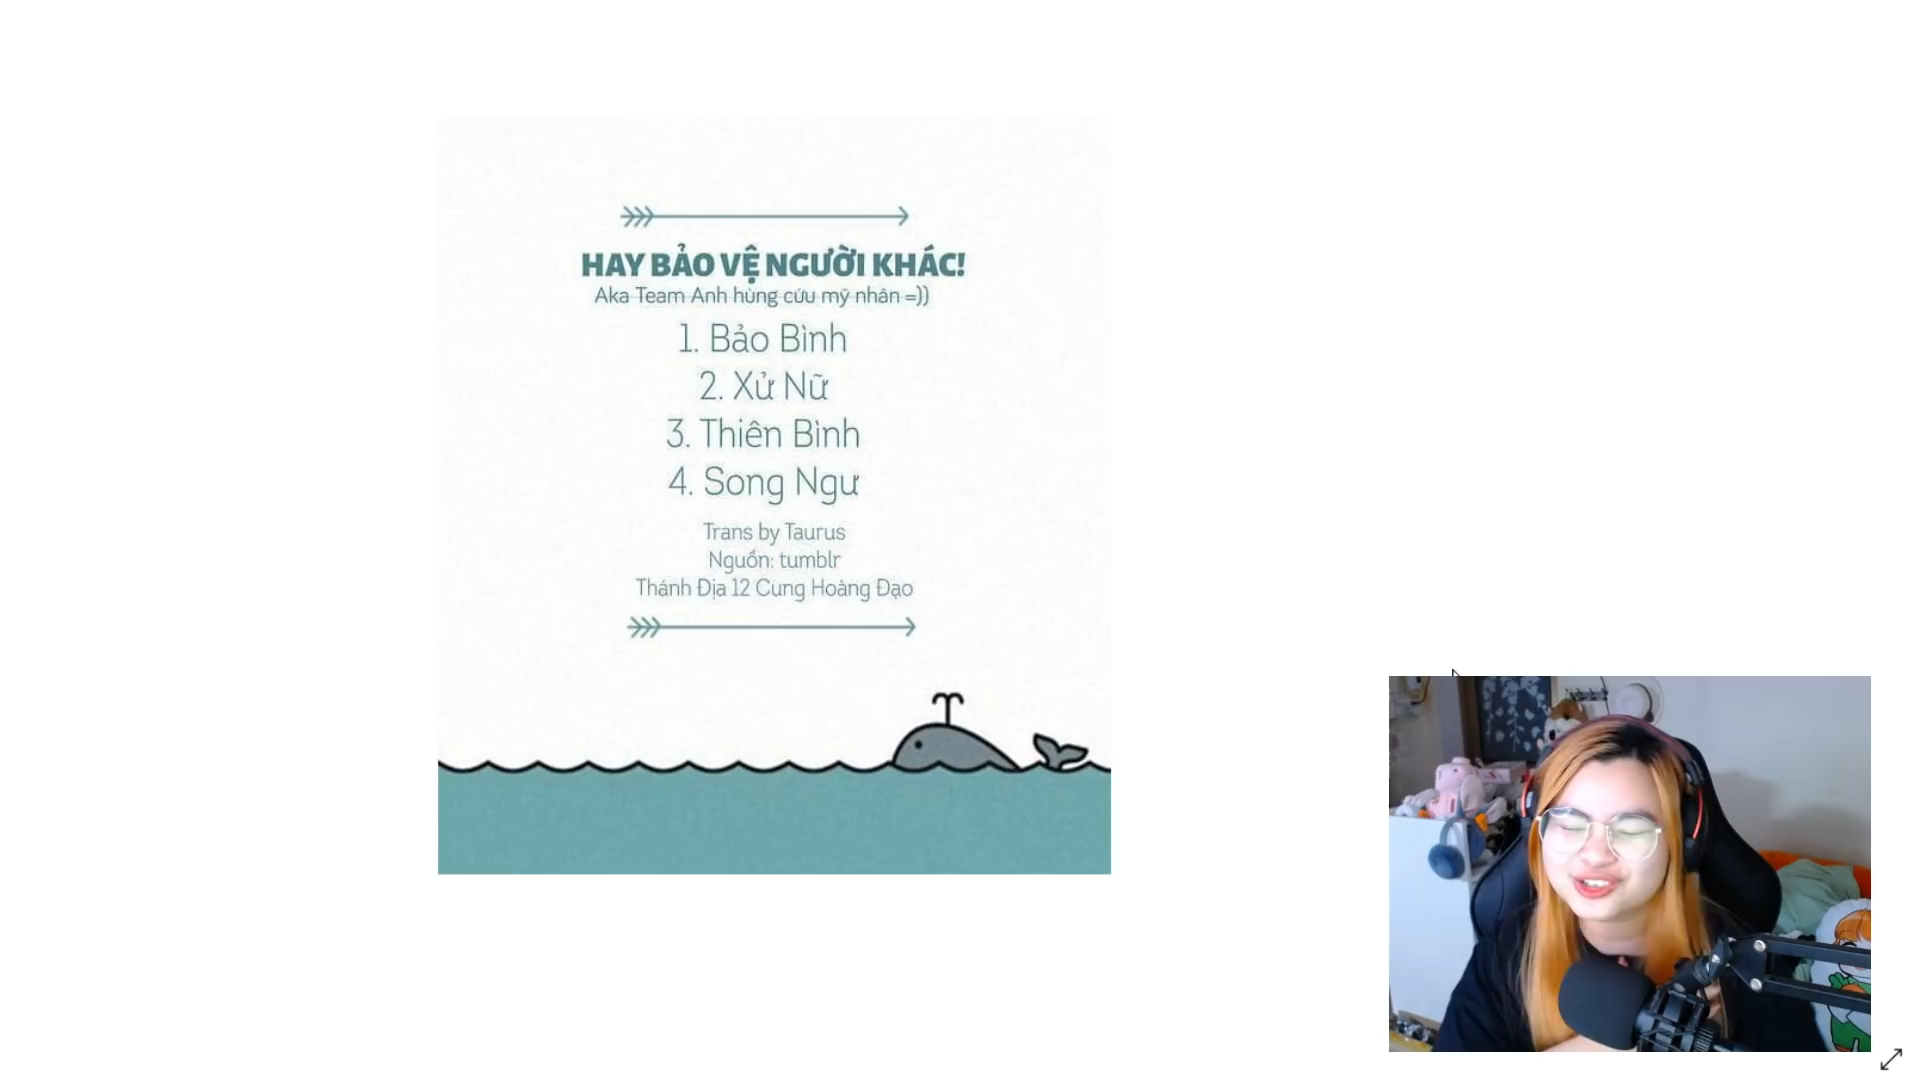 HAY BẢO VỆ NGƯỜI KHÁC!
Aka Team Anh hùng cứu mỹ nhân =))
1. Bảo Bình
2. Xử Nữ
3. Thiên Bình
4. Song Ngư
Trans by Taurus
Nguồn: tumblr
Thánh Địa 12 Cung Hoàng Đạo